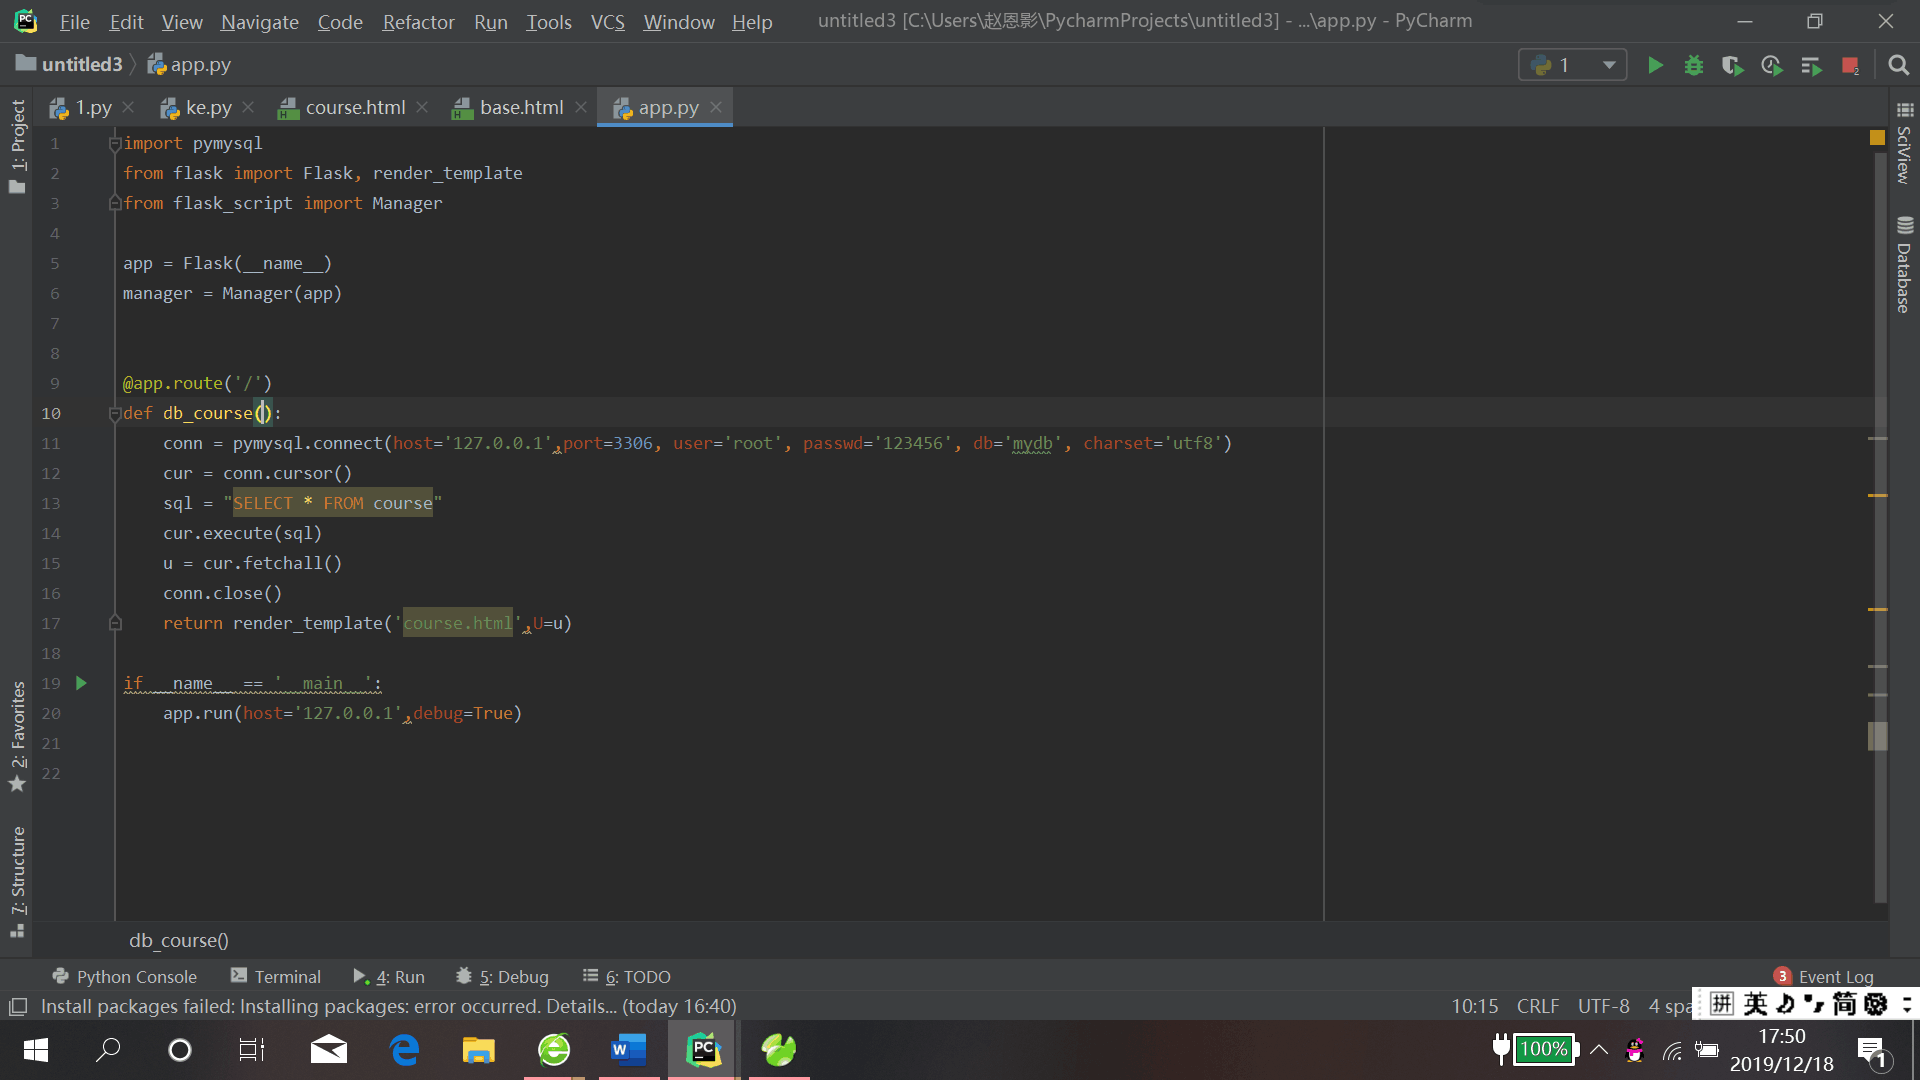 File Edit View Navigate Code Refactor Run Tools VCS Window Help untitled3 [C:\Users\赵恩影\PycharmProjects\untitled3] - ...\app.py - PyCharm
untitled3 app.py 1
1.py ke.py course.html base.html app.py
1: Project
SciView
Database
2: Favorites
7: Structure
1 import pymysql
2 from flask import Flask, render_template
3 from flask_script import Manager
4
5 app = Flask(__name__)
6 manager = Manager(app)
7
8
9 @app.route('/')
10 def db_course():
11 conn = pymysql.connect(host='127.0.0.1',port=3306, user='root', passwd='123456', db='mydb', charset='utf8')
12 cur = conn.cursor()
13 sql = "SELECT * FROM course"
14 cur.execute(sql)
15 u = cur.fetchall()
16 conn.close()
17 return render_template('course.html',U=u)
18
19 if __name__ == '__main__':
20 app.run(host='127.0.0.1',debug=True)
21
22
db_course()
Python Console Terminal 4: Run 5: Debug 6: TODO 3 Event Log
Install packages failed: Installing packages: error occurred. Details... (today 16:40) 10:15 CRLF UTF-8 4 spa
拼 英 简
100% 17:50
2019/12/18 1